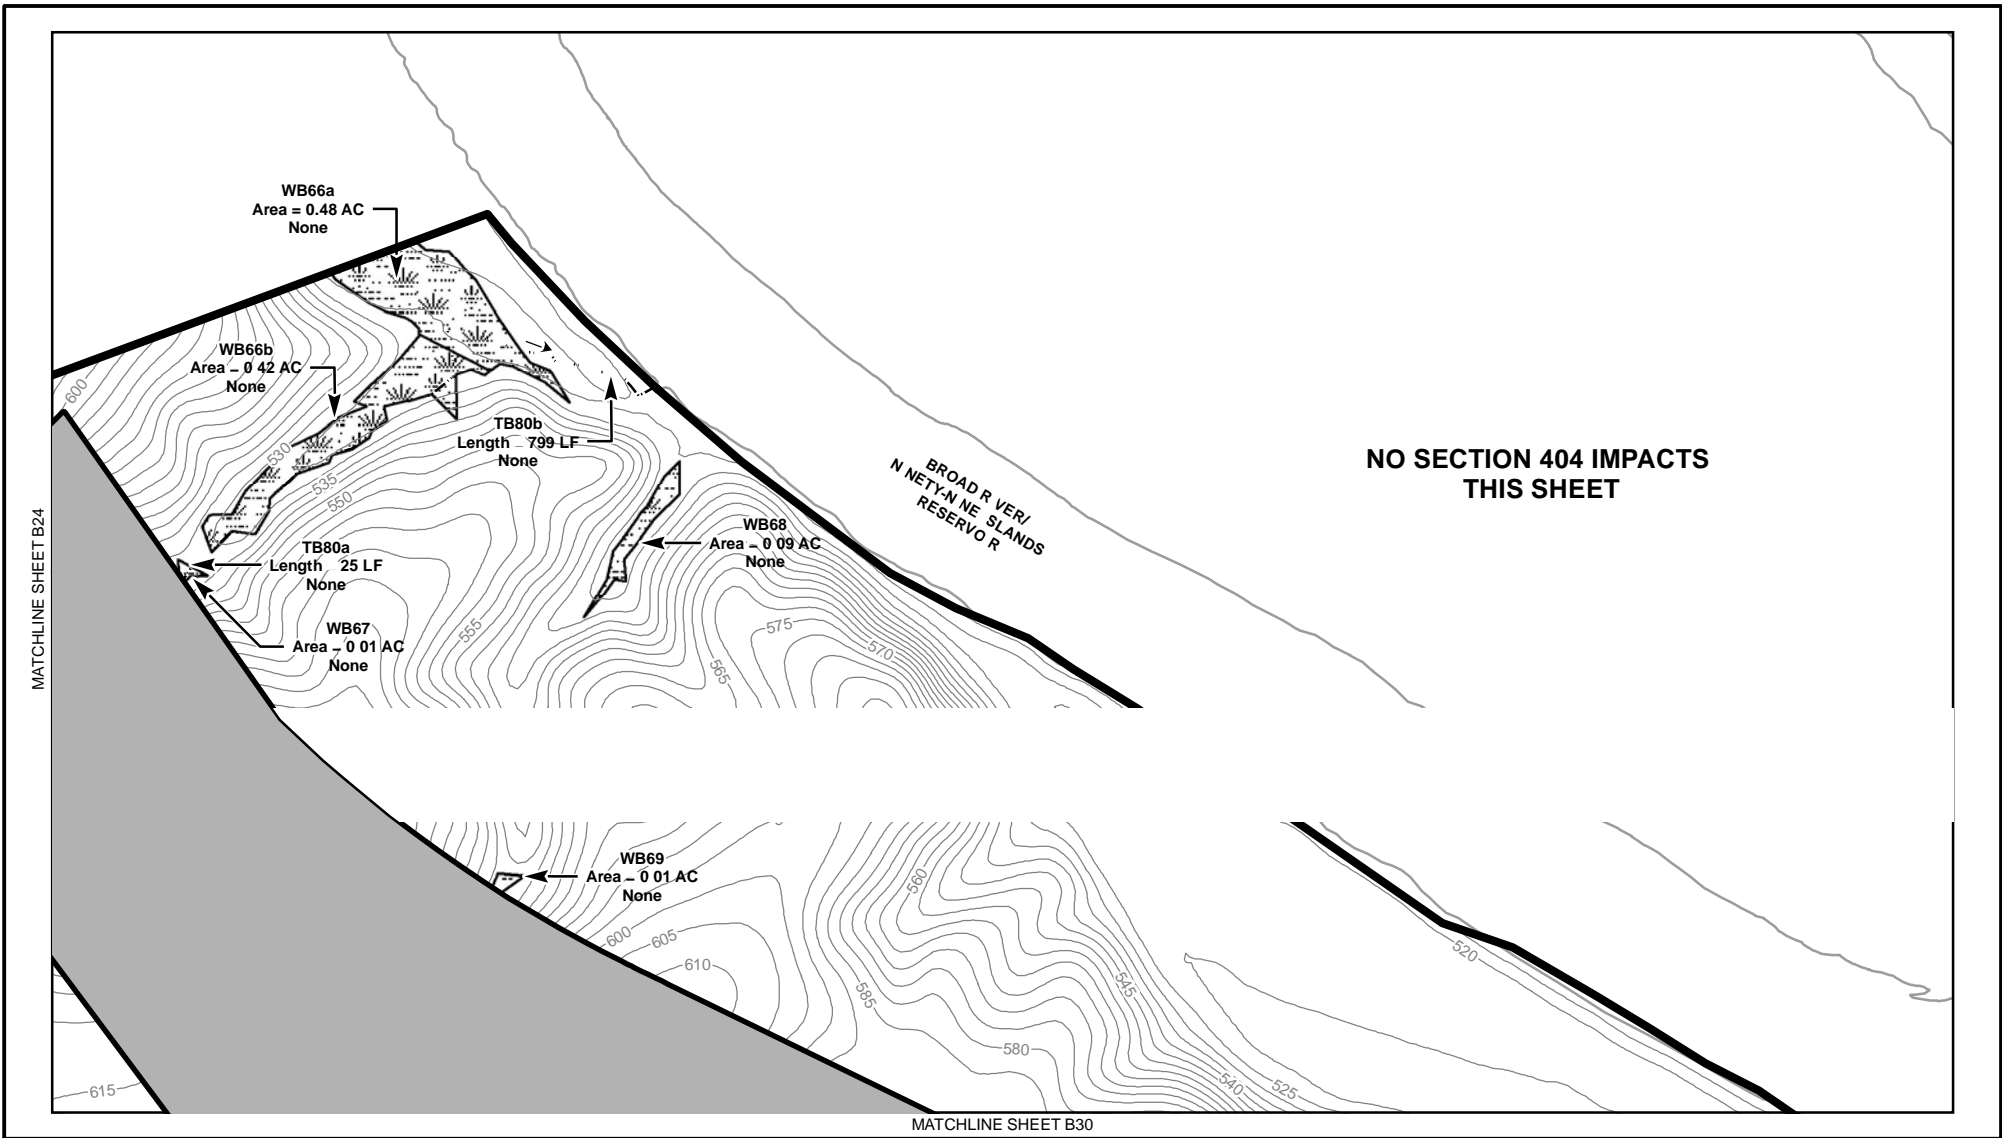 WB66a
Area = 0.48 AC
None
WB66b
Area – 0 42 AC
None
600
530
535
550
TB80b
Length – 799 LF
None
TB80a
Length 25 LF
None
WB67
Area – 0 01 AC
None
555
WB68
Area – 0 09 AC
None
575
570
565
BROAD R VER/
N NETY-N NE SLANDS
RESERVO R
NO SECTION 404 IMPACTS
THIS SHEET
MATCHLINE SHEET B24
WB69
Area – 0 01 AC
None
600
605
610
560
585
545
580
540
525
520
615
MATCHLINE SHEET B30